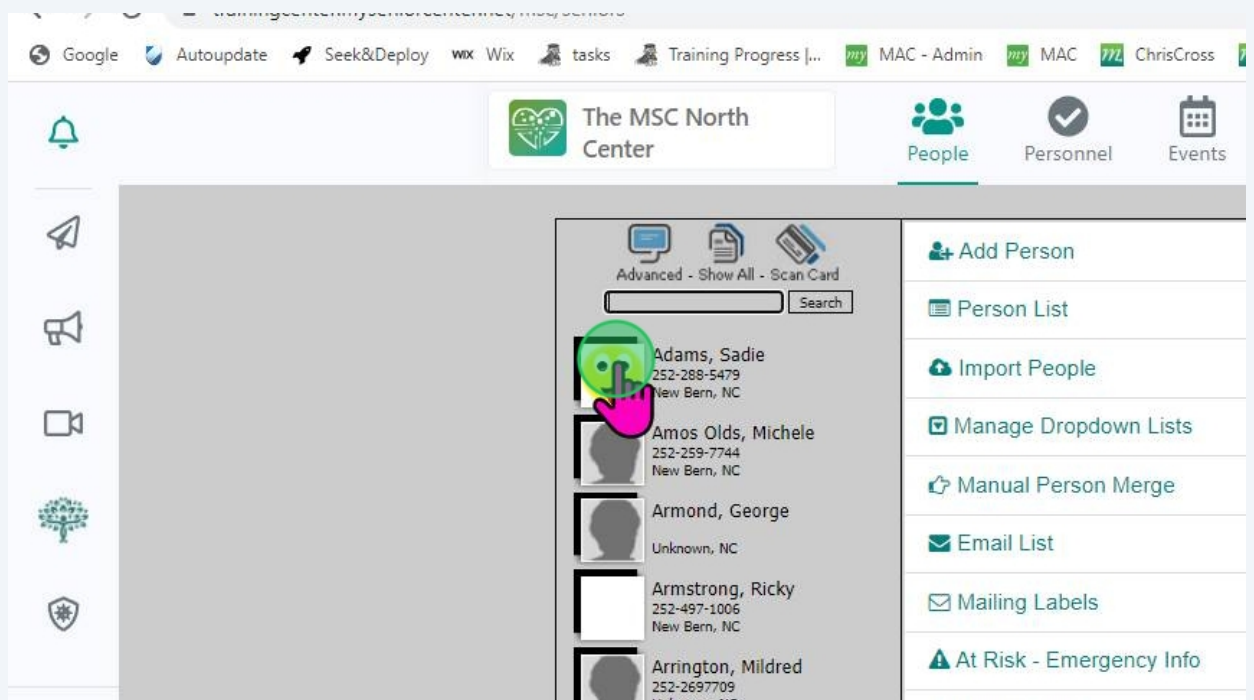 Google Autoupdate Seek&Deploy WIX Wix tasks Training Progress |... my MAC - Admin my MAC ChrisCross
The MSC North
Center
People Personnel Events
Advanced - Show All - Scan Card
Search
Adams, Sadie
252-288-5479
New Bern, NC
Amos Olds, Michele
252-259-7744
New Bern, NC
Armond, George
Unknown, NC
Armstrong, Ricky
252-497-1006
New Bern, NC
Arrington, Mildred
252-2697709
Add Person
Person List
Import People
Manage Dropdown Lists
Manual Person Merge
Email List
Mailing Labels
At Risk - Emergency Info